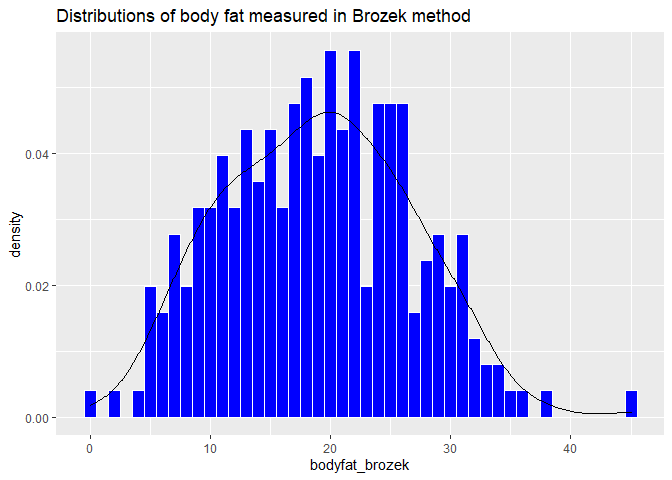 Distributions of body fat measured in Brozek method
density
0.04
0.02
0.00
0 10 20 30 40
bodyfat_brozek